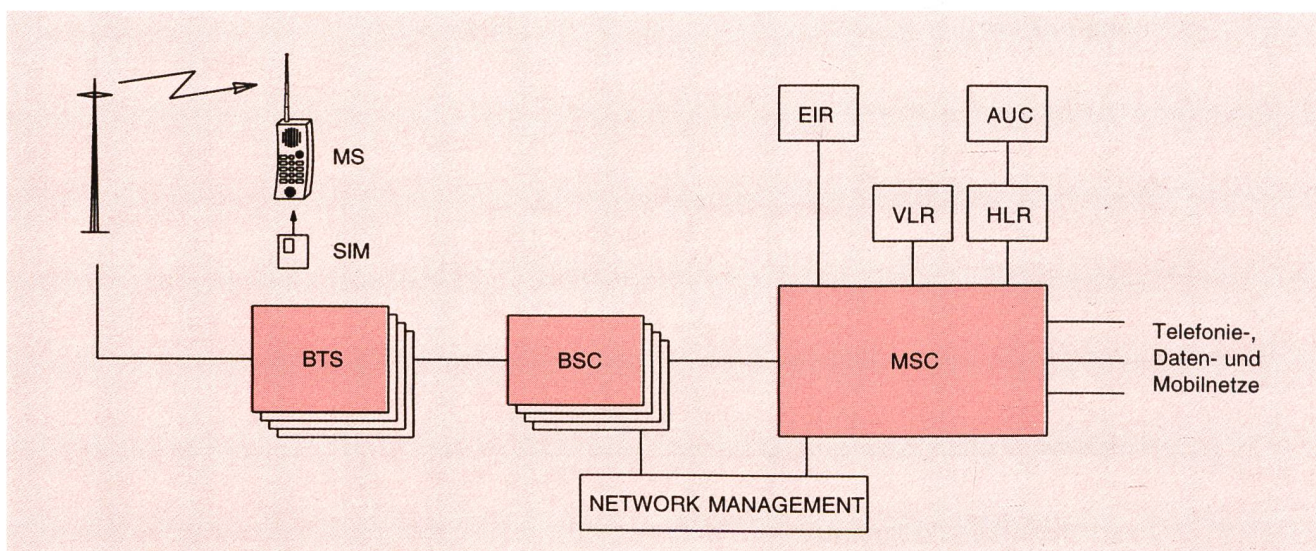 EIR
AUC
MS
VLR
HLR
SIM
BTS
BSC
MSC
Telefonie-,
Daten- und
Mobilnetze
NETWORK MANAGEMENT